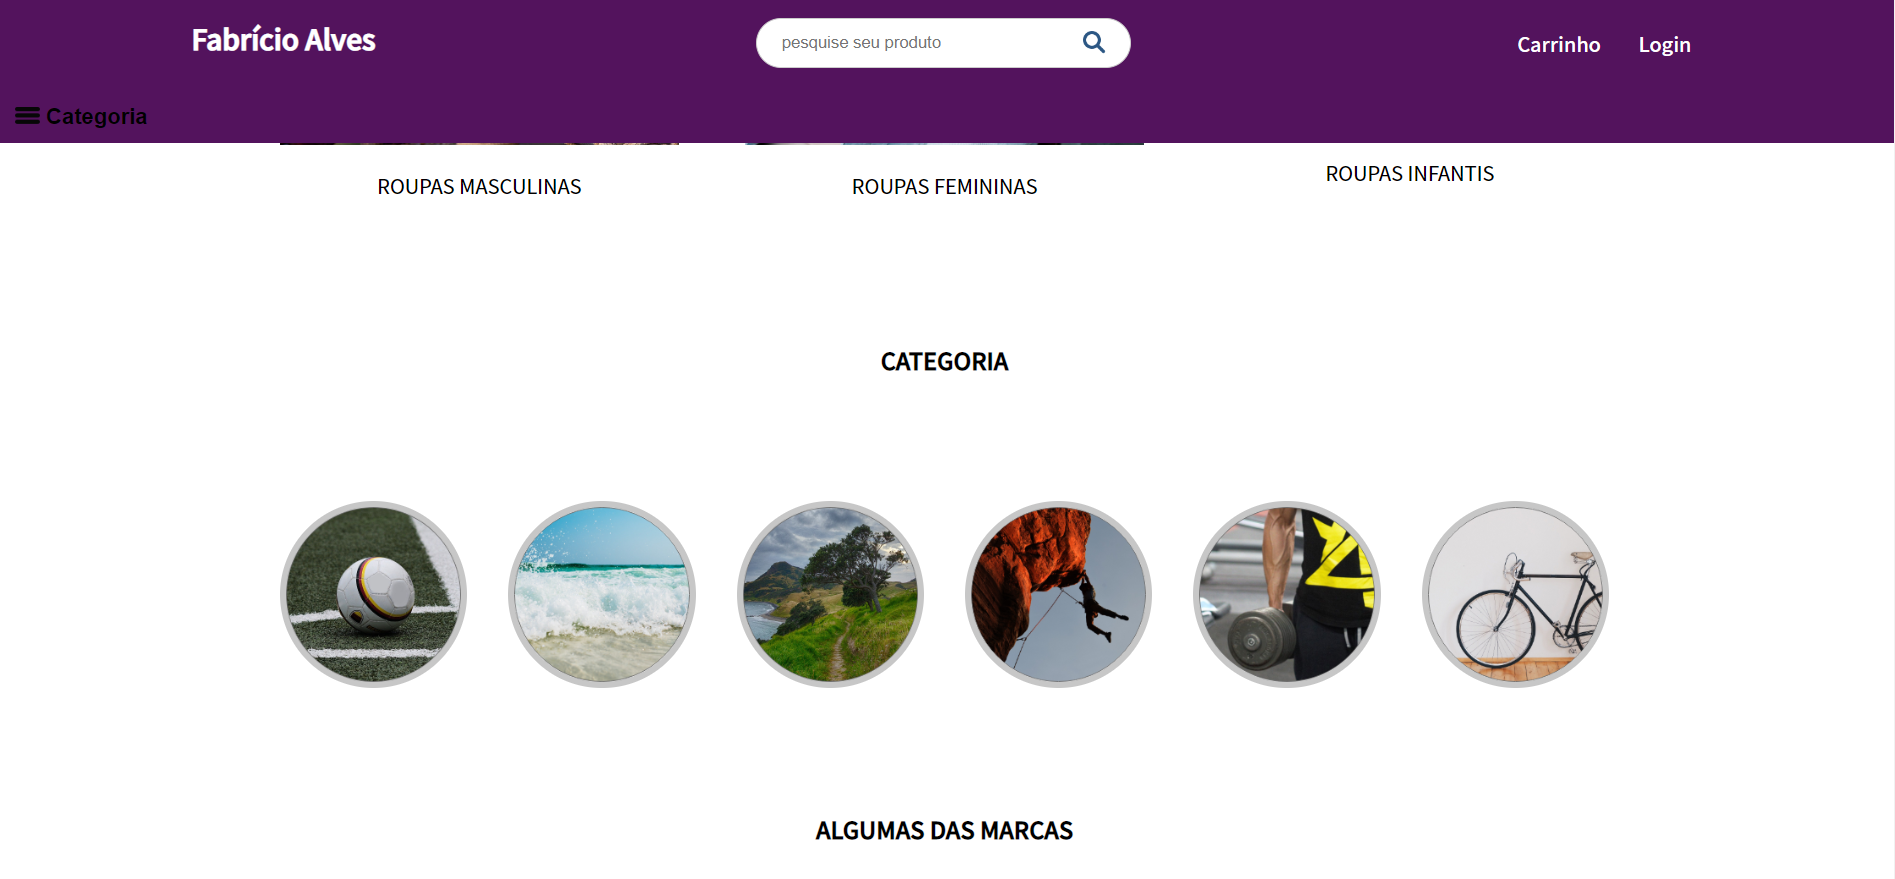 Fabrício Alves
pesquise seu produto
Carrinho
Login
Categoria
ROUPAS MASCULINAS
ROUPAS FEMININAS
ROUPAS INFANTIS
CATEGORIA
ALGUMAS DAS MARCAS